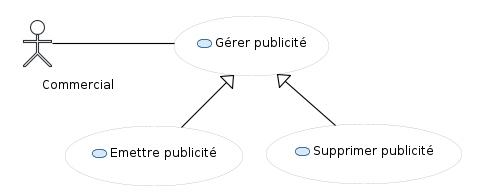 Gérer publicité
Commercial
Emettre publicité
Supprimer publicité